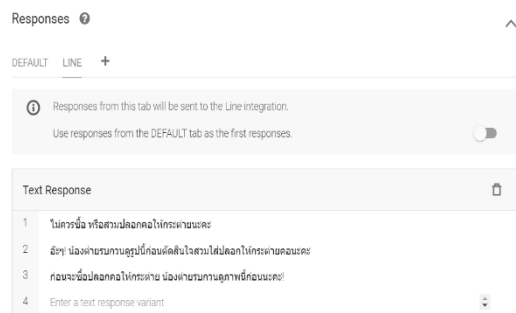 Responses
DEFAULT LINE +
Responses from this tab will be sent to the Line integration.
Use responses from the DEFAULT tab as the first responses.
Text Response
1 ไม่ควรซื้อ หรือสวมปลอกคอให้กระต่ายนะคะ
2 อ๊ะๆ! น้องต่ายรบกวนดูรูปนี้ก่อนตัดสินใจสวมใส่ปลอกให้กระต่ายคอนะคะ
3 ก่อนจะซื้อปลอกคอให้กระต่าย น้องต่ายรบกวนดูภาพนี้ก่อนนะคะ!
4 Enter a text response variant